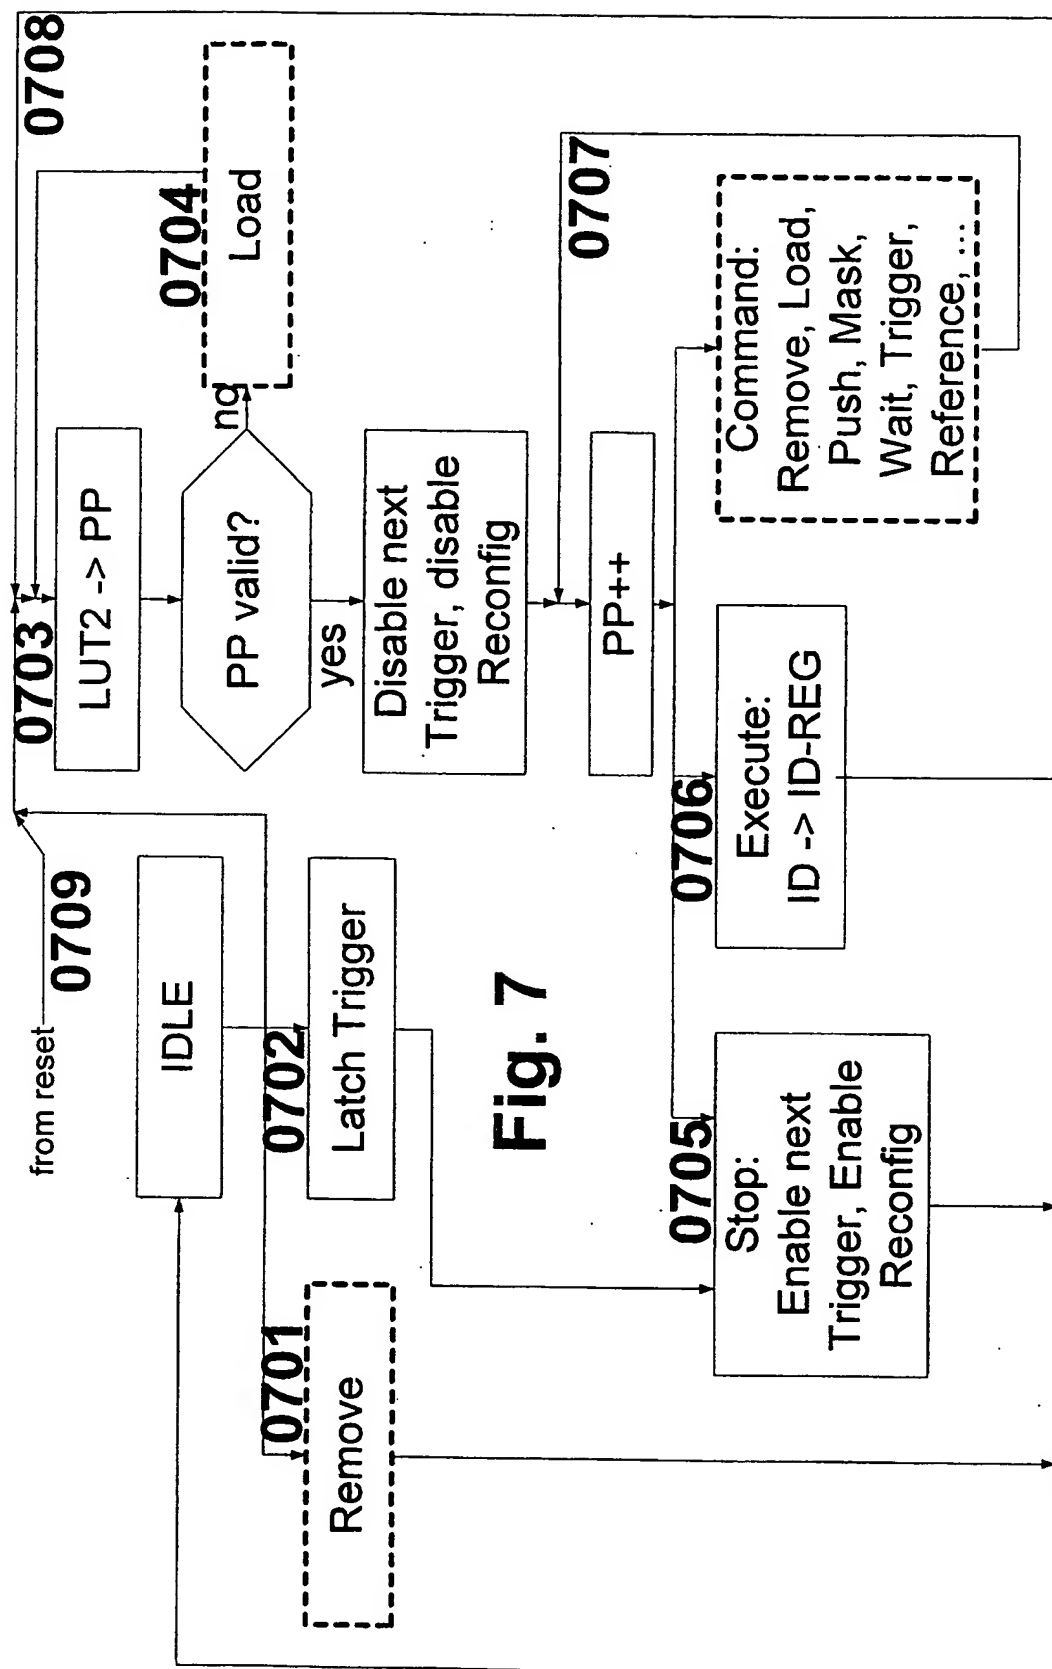 from reset
0709
0708
IDLE
0703
LUT2 -> PP
0704
Load
no
PP valid?
yes
0701
Remove
0702
Latch Trigger
Disable next
Trigger, disable
Reconfig
Fig. 7
0707
PP++
0705
Stop:
Enable next
Trigger, Enable
Reconfig
0706
Execute:
ID -> ID-REG
Command:
Remove, Load,
Push, Mask,
Wait, Trigger,
Reference, ...